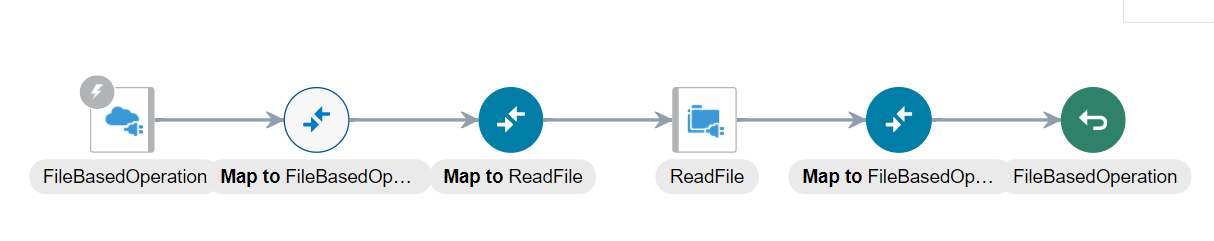 FileBasedOperation
Map to FileBasedOp...
Map to ReadFile
ReadFile
Map to FileBasedOp...
FileBasedOperation